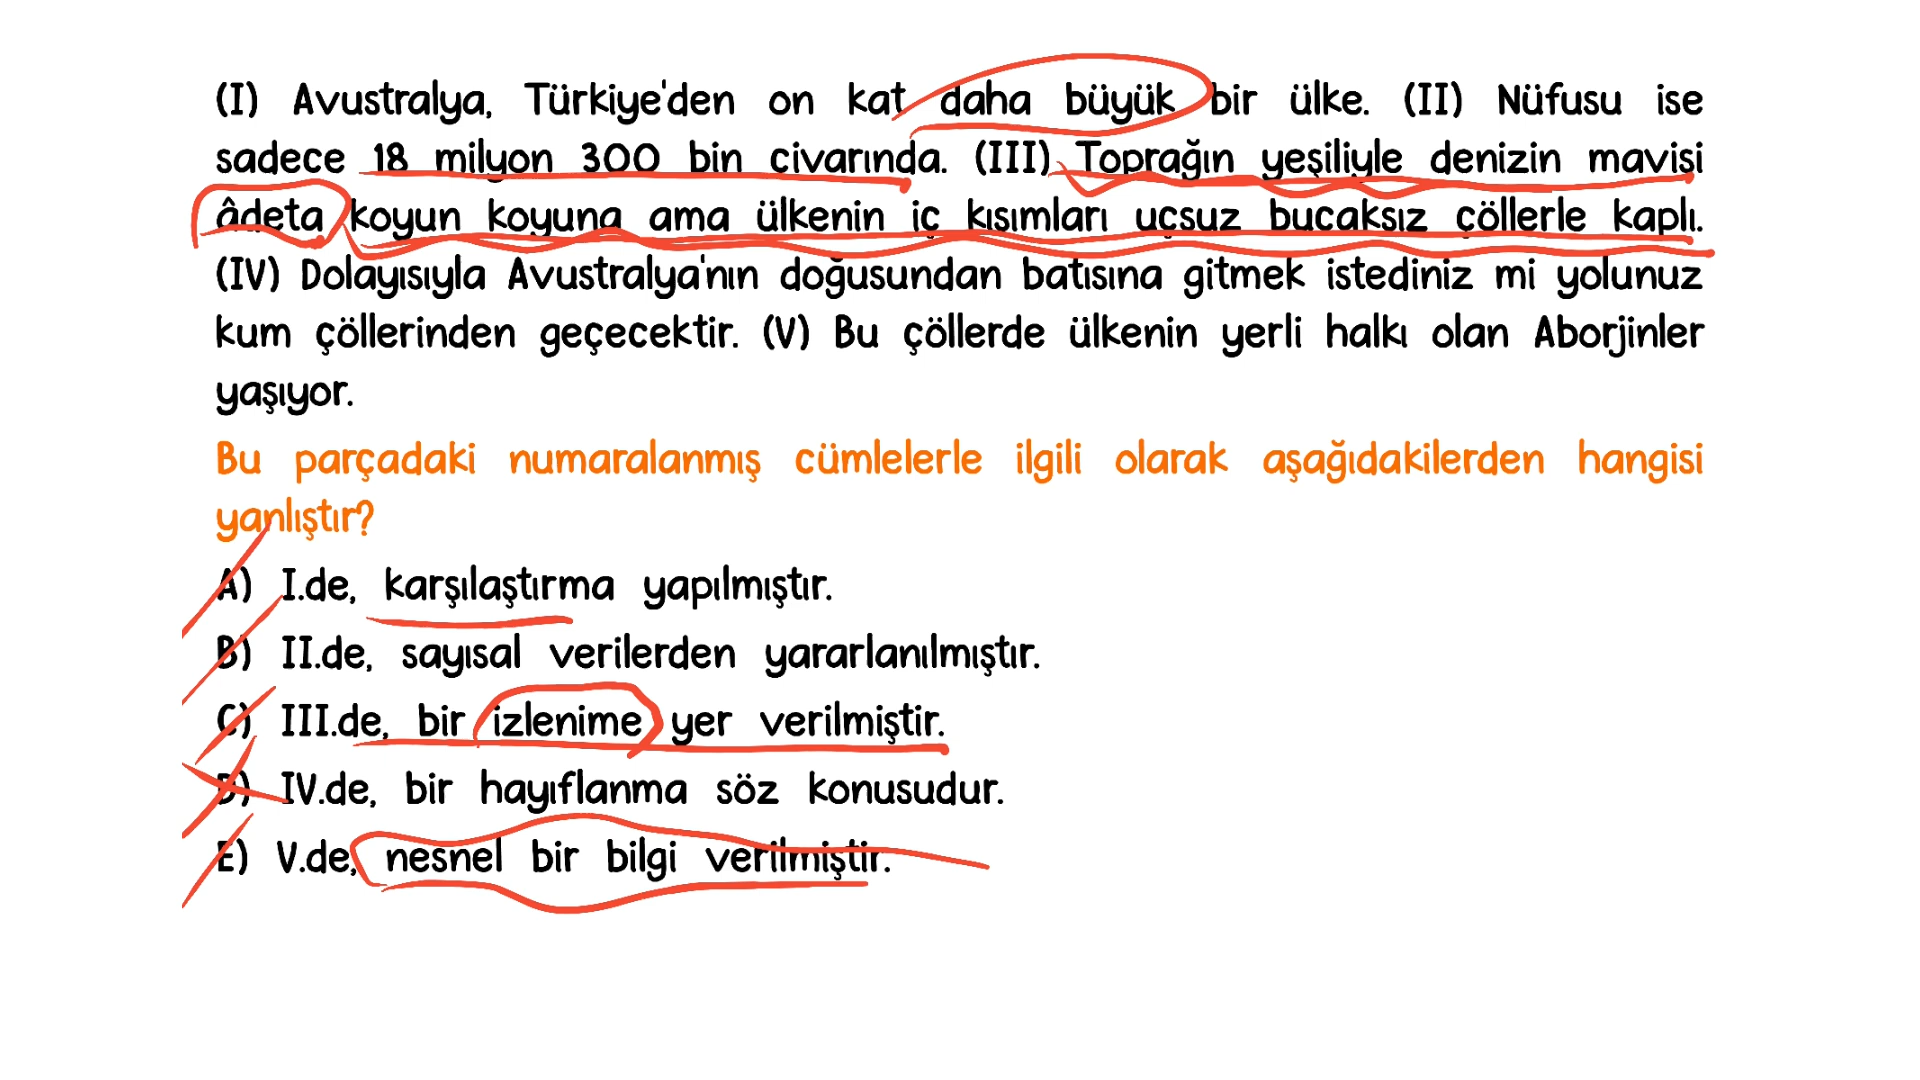 (I) Avustralya, Türkiye'den on kat daha büyük bir ülke. (II) Nüfusu ise
sadece 18 milyon 300 bin civarında. (III) Toprağın yeşiliyle denizin mavisi
âdeta koyun koyuna ama ülkenin iç kısımları uçsuz bucaksız çöllerle kaplı.
(IV) Dolayısıyla Avustralya'nın doğusundan batısına gitmek istediniz mi yolunuz
kum çöllerinden geçecektir. (V) Bu çöllerde ülkenin yerli halkı olan Aborjinler
yaşıyor.
Bu parçadaki numaralanmış cümlelerle ilgili olarak aşağıdakilerden hangisi
yanlıştır?
A) I.de, karşılaştırma yapılmıştır.
B) II.de, sayısal verilerden yararlanılmıştır.
C) III.de, bir izlenime yer verilmiştir.
D) IV.de, bir hayıflanma söz konusudur.
E) V.de, nesnel bir bilgi verilmiştir.